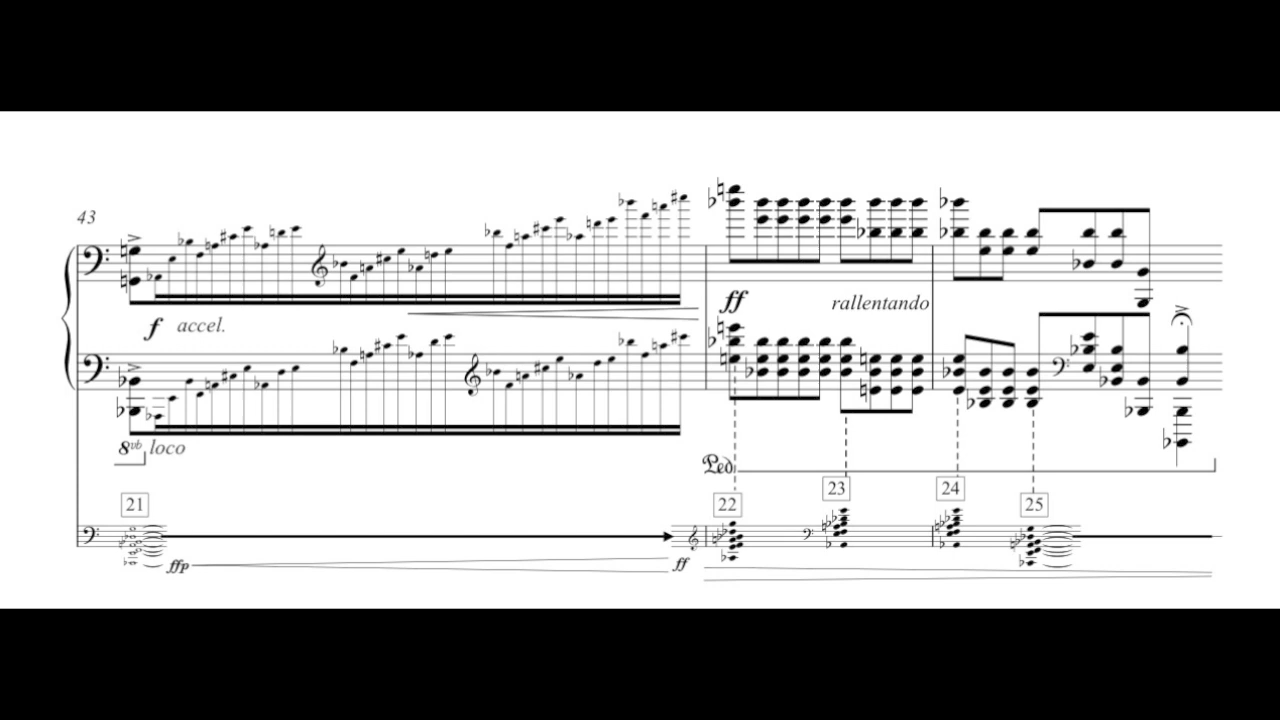 43
f accel.
ff rallentando
8vb loco
Ped
21 22 23 24 25
ffp ff